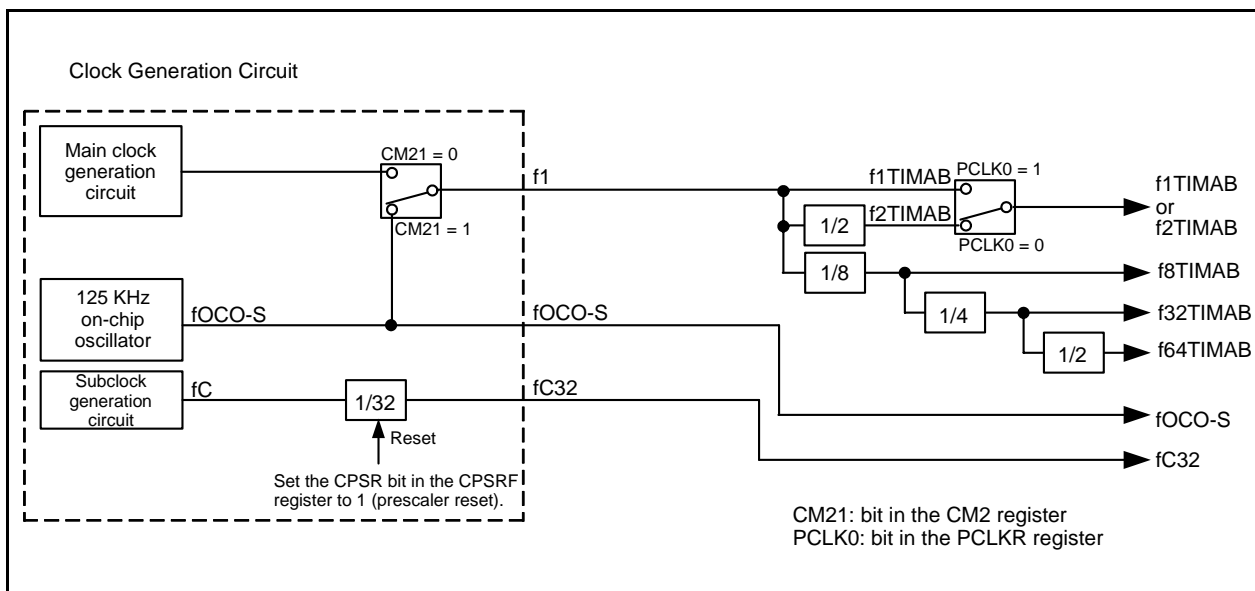 Clock Generation Circuit
Main clock
generation
circuit
CM21 = 0
CM21 = 1
f1
f1TIMAB
PCLK0 = 1
f1TIMAB
or
f2TIMAB
1/2
f2TIMAB
PCLK0 = 0
1/8
f8TIMAB
125 KHz
on-chip
oscillator
fOCO-S
fOCO-S
1/4
f32TIMAB
1/2
f64TIMAB
Subclock
generation
circuit
fC
1/32
fC32
fOCO-S
Reset
fC32
Set the CPSR bit in the CPSRF
register to 1 (prescaler reset).
CM21: bit in the CM2 register
PCLK0: bit in the PCLKR register